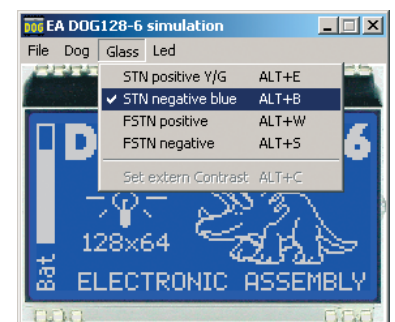 DOG EA DOG128-6 simulation
File Dog Glass Led
STN positive Y/G ALT+E
STN negative blue ALT+B
FSTN positive ALT+W
FSTN negative ALT+S
Set extern Contrast ALT+C
D 6
128x64
Bat
ELECTRONIC ASSEMBLY